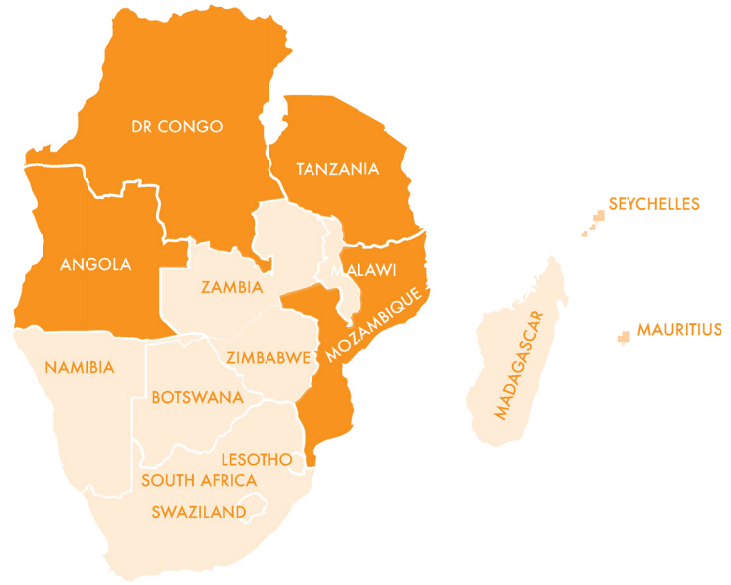 DR CONGO
TANZANIA
SEYCHELLES
ANGOLA
MALAWI
ZAMBIA
MOZAMBIQUE
MAURITIUS
MADAGASCAR
ZIMBABWE
NAMIBIA
BOTSWANA
LESOTHO
SOUTH AFRICA
SWAZILAND